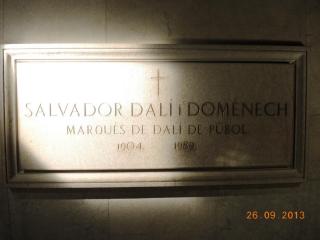 SALVADOR DALÍ i DOMÈNECH
MARQUÈS DE DALÍ DE PÚBOL
1904 1989
26.09.2013